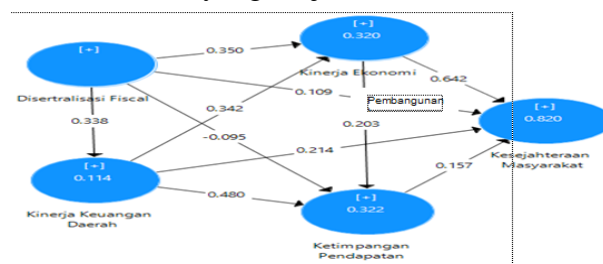 [+]
0.320
Kinerja Ekonomi
0.350
[+]
Disertralisasi Fiscal
0.109
0.642
Pembangunan
[+]
0.820
Kesejahteraan
Masyarakat
0.338
0.342
-0.095
0.203
0.214
0.157
[+]
0.114
Kinerja Keuangan
Daerah
0.480
[+]
0.322
Ketimpangan
Pendapatan